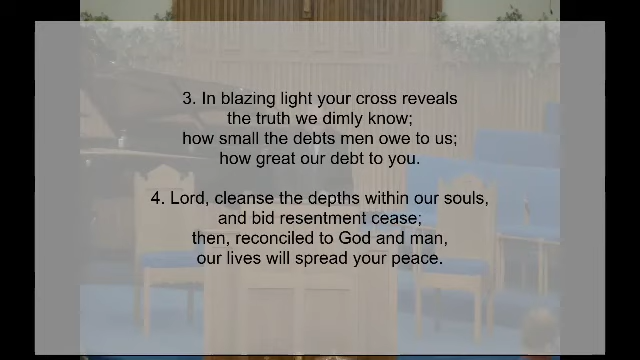 3. In blazing light your cross reveals
the truth we dimly know;
how small the debts men owe to us;
how great our debt to you.
4. Lord, cleanse the depths within our souls,
and bid resentment cease;
then, reconciled to God and man,
our lives will spread your peace.